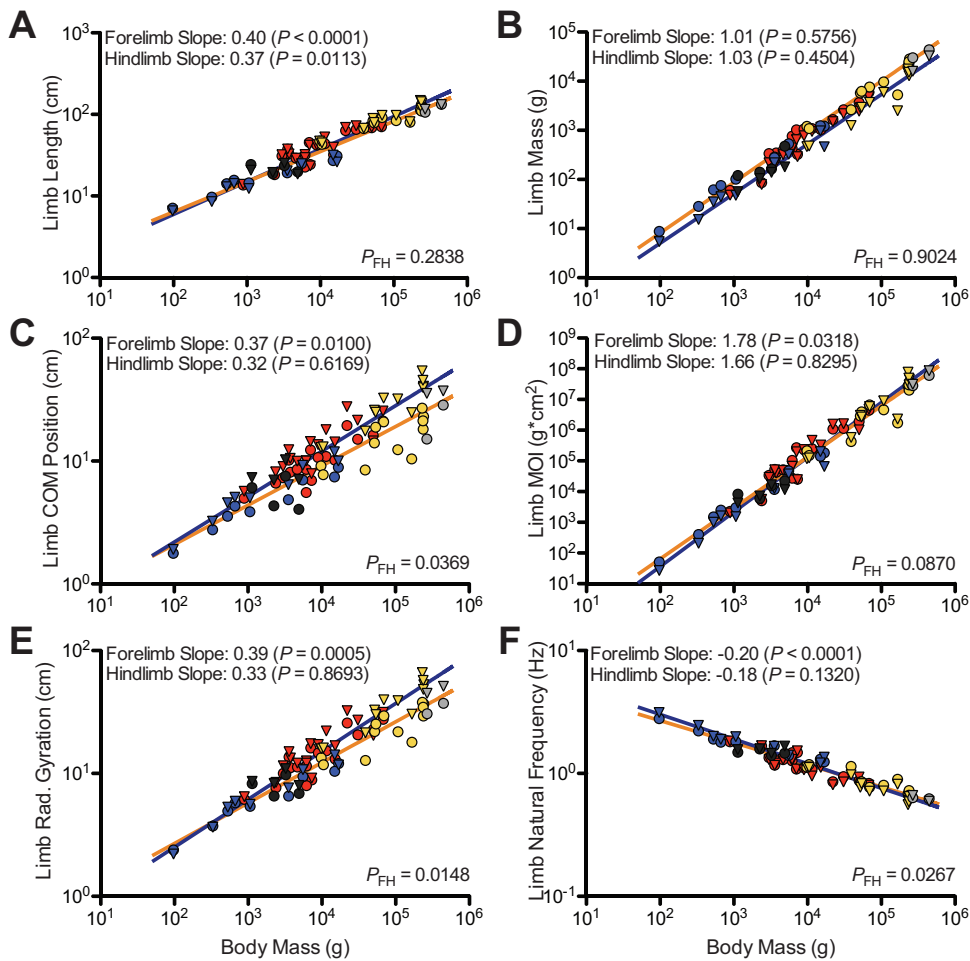 A
Forelimb Slope: 0.40 (P < 0.0001)
Hindlimb Slope: 0.37 (P = 0.0113)
Limb Length (cm)
10³
10²
10¹
10⁰
P_FH = 0.2838
10¹ 10² 10³ 10⁴ 10⁵ 10⁶
B
Forelimb Slope: 1.01 (P = 0.5756)
Hindlimb Slope: 1.03 (P = 0.4504)
Limb Mass (g)
10⁵
10⁴
10³
10²
10¹
10⁰
P_FH = 0.9024
10¹ 10² 10³ 10⁴ 10⁵ 10⁶
C
Forelimb Slope: 0.37 (P = 0.0100)
Hindlimb Slope: 0.32 (P = 0.6169)
Limb COM Position (cm)
10²
10¹
10⁰
P_FH = 0.0369
10¹ 10² 10³ 10⁴ 10⁵ 10⁶
D
Forelimb Slope: 1.78 (P = 0.0318)
Hindlimb Slope: 1.66 (P = 0.8295)
Limb MOI (g*cm²)
10⁹
10⁸
10⁷
10⁶
10⁵
10⁴
10³
10²
10¹
P_FH = 0.0870
10¹ 10² 10³ 10⁴ 10⁵ 10⁶
E
Forelimb Slope: 0.39 (P = 0.0005)
Hindlimb Slope: 0.33 (P = 0.8693)
Limb Rad. Gyration (cm)
10²
10¹
10⁰
P_FH = 0.0148
10¹ 10² 10³ 10⁴ 10⁵ 10⁶
Body Mass (g)
F
Forelimb Slope: -0.20 (P < 0.0001)
Hindlimb Slope: -0.18 (P = 0.1320)
Limb Natural Frequency (Hz)
10¹
10⁰
10⁻¹
P_FH = 0.0267
10¹ 10² 10³ 10⁴ 10⁵ 10⁶
Body Mass (g)